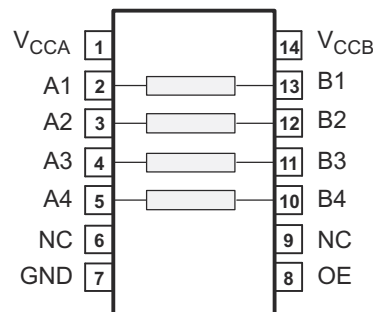 VCCA 1 14 VCCB
A1 2 13 B1
A2 3 12 B2
A3 4 11 B3
A4 5 10 B4
NC 6 9 NC
GND 7 8 OE